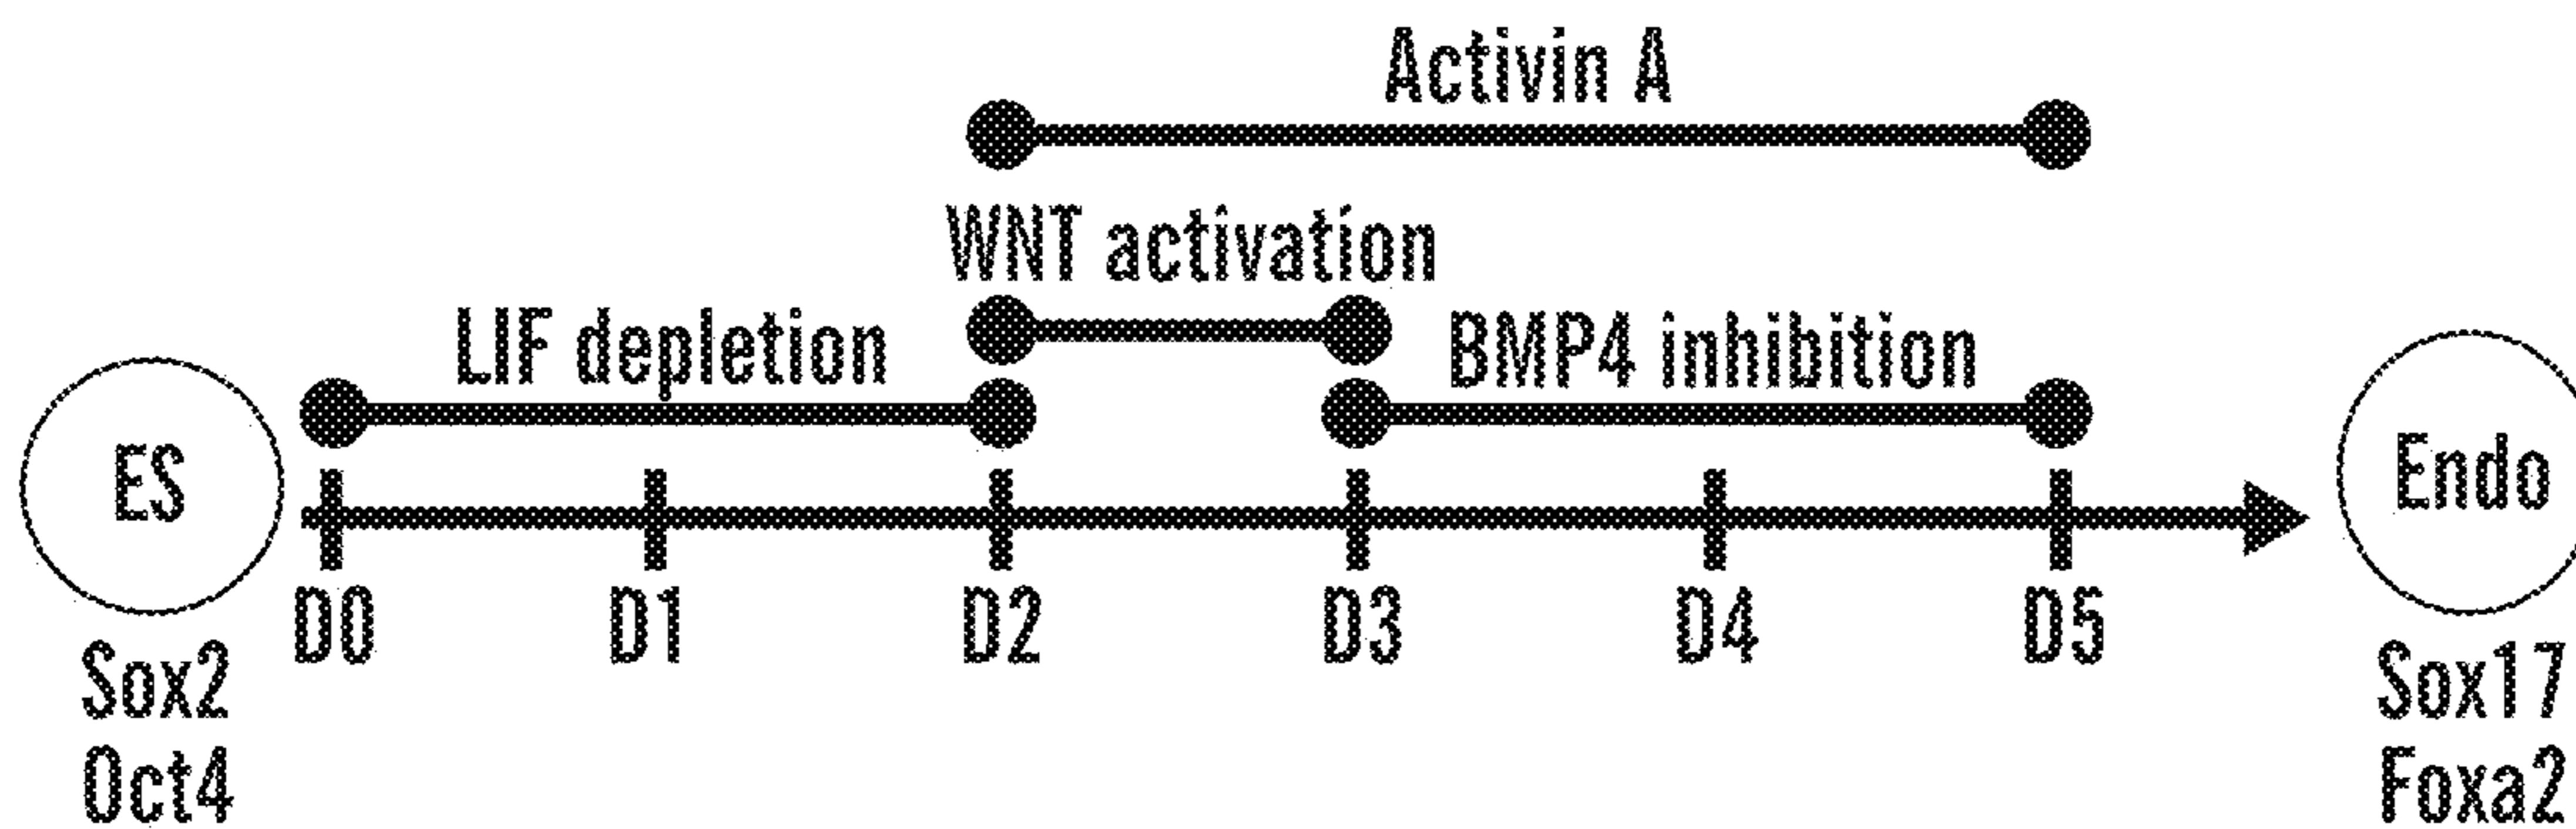 Activin A
WNT activation
LIF depletion
BMP4 inhibition
ES
Endo
D0 D1 D2 D3 D4 D5
Sox2
Oct4
Sox17
Foxa2